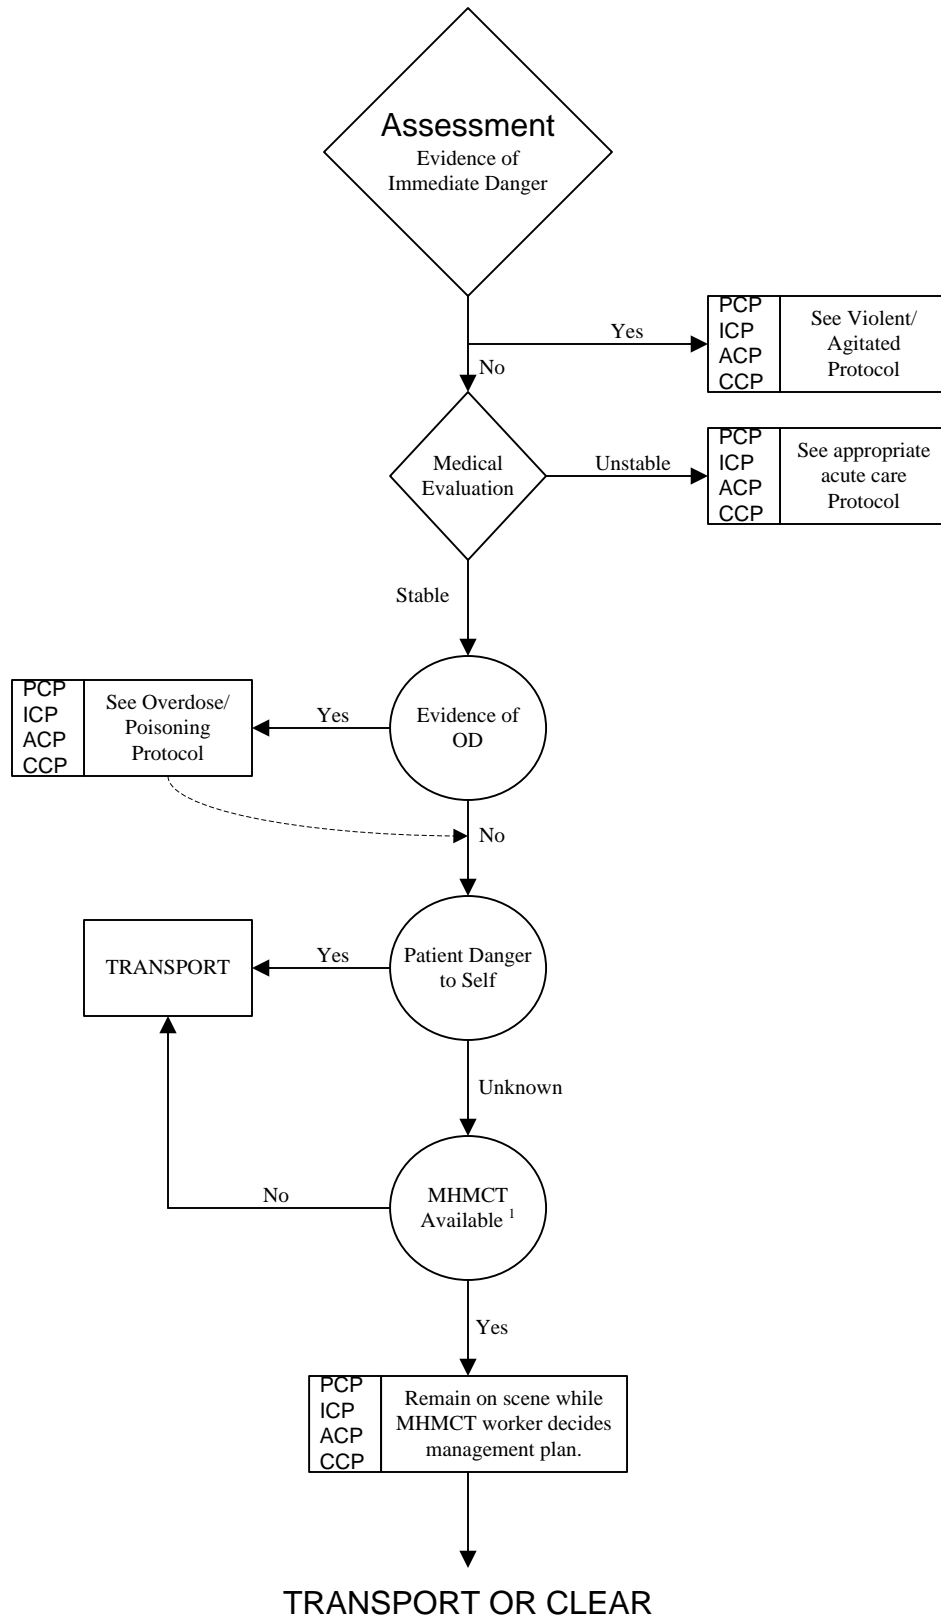 Assessment
Evidence of
Immediate Danger
Yes
PCP
ICP
ACP
CCP
See Violent/
Agitated
Protocol
No
Medical
Evaluation
Unstable
PCP
ICP
ACP
CCP
See appropriate
acute care
Protocol
Stable
PCP
ICP
ACP
CCP
See Overdose/
Poisoning
Protocol
Yes
Evidence of
OD
No
TRANSPORT
Yes
Patient Danger
to Self
Unknown
No
MHMCT
Available 1
Yes
PCP
ICP
ACP
CCP
Remain on scene while
MHMCT worker decides
management plan.
TRANSPORT OR CLEAR